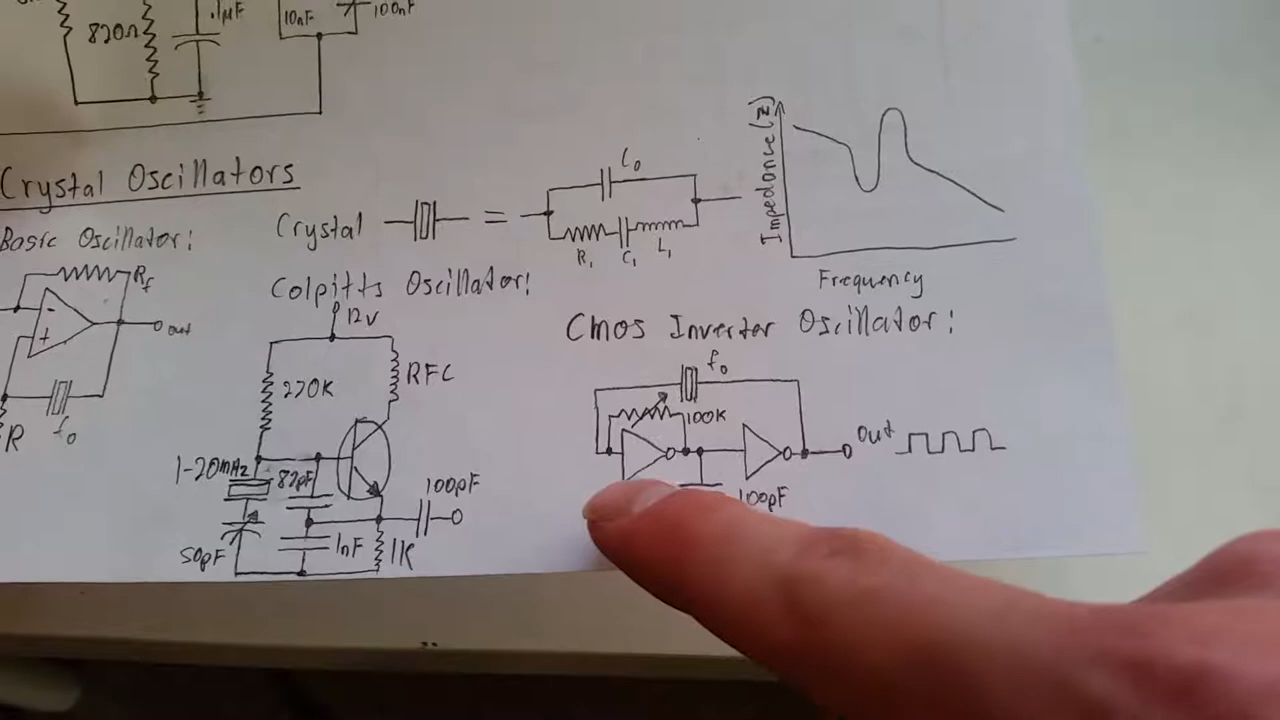 820Ω
.1µF
10nF
100nF
Crystal Oscillators
Basic Oscillator:
Rf
-
+
out
R
f₀
Crystal
=
C₀
R₁
C₁
L₁
Impedance(z)
Frequency
Colpitts Oscillator:
12V
270K
RFC
1-20mHz
82pF
50pF
1nF
1K
100pF
Cmos Inverter Oscillator:
f₀
100K
Out
100pF